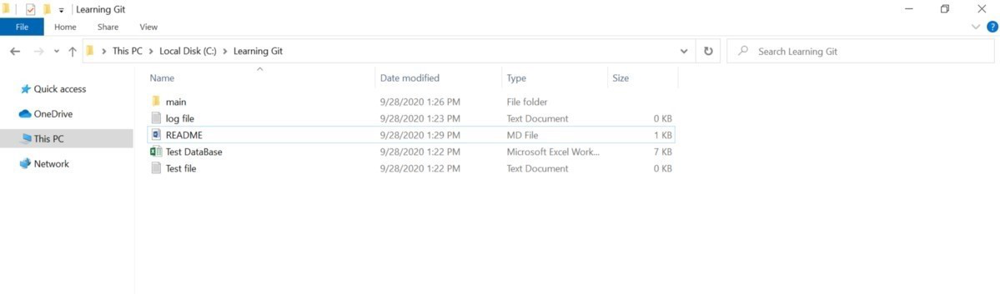 Learning Git
File Home Share View
This PC Local Disk (C:) Learning Git Search Learning Git
Name Date modified Type Size
Quick access
main 9/28/2020 1:26 PM File folder
OneDrive
log file 9/28/2020 1:23 PM Text Document 0 KB
This PC
README 9/28/2020 1:29 PM MD File 1 KB
Test DataBase 9/28/2020 1:22 PM Microsoft Excel Work... 7 KB
Network
Test file 9/28/2020 1:22 PM Text Document 0 KB